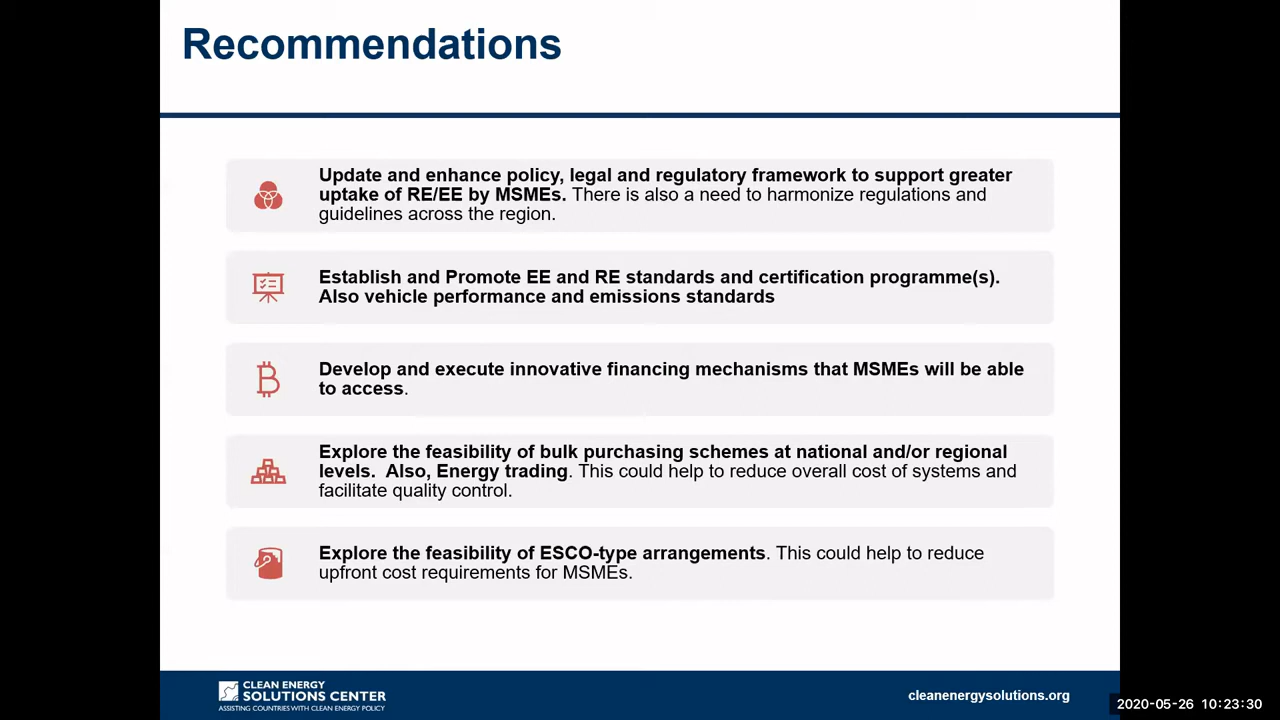 Recommendations
Update and enhance policy, legal and regulatory framework to support greater
uptake of RE/EE by MSMEs. There is also a need to harmonize regulations and
guidelines across the region.
Establish and Promote EE and RE standards and certification programme(s).
Also vehicle performance and emissions standards
Develop and execute innovative financing mechanisms that MSMEs will be able
to access.
Explore the feasibility of bulk purchasing schemes at national and/or regional
levels.  Also, Energy trading. This could help to reduce overall cost of systems and
facilitate quality control.
Explore the feasibility of ESCO-type arrangements. This could help to reduce
upfront cost requirements for MSMEs.
CLEAN ENERGY
SOLUTIONS CENTER
ASSISTING COUNTRIES WITH CLEAN ENERGY POLICY
cleanenergysolutions.org
2020-05-26 10:23:30